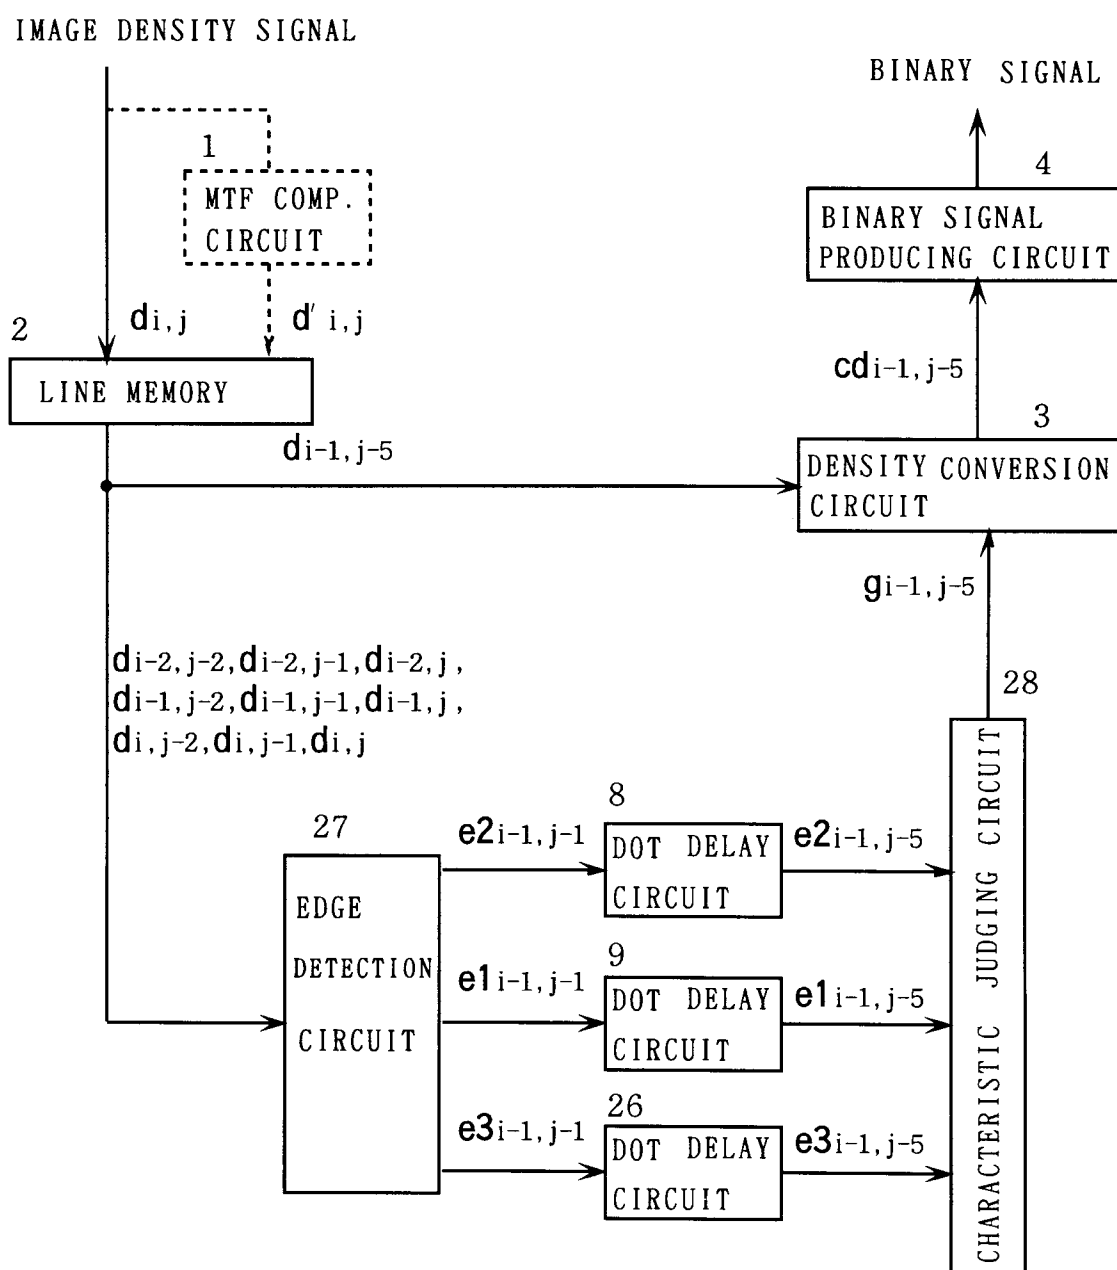 IMAGE DENSITY SIGNAL
BINARY SIGNAL
1
MTF COMP.
CIRCUIT
4
BINARY SIGNAL
PRODUCING CIRCUIT
di,j
d' i,j
2
LINE MEMORY
cdi-1,j-5
di-1,j-5
3
DENSITY CONVERSION
CIRCUIT
gi-1,j-5
di-2,j-2,di-2,j-1,di-2,j,
di-1,j-2,di-1,j-1,di-1,j,
di,j-2,di,j-1,di,j
28
27
EDGE
DETECTION
CIRCUIT
e2i-1,j-1
8
DOT DELAY
CIRCUIT
e2i-1,j-5
e1i-1,j-1
9
DOT DELAY
CIRCUIT
e1i-1,j-5
e3i-1,j-1
26
DOT DELAY
CIRCUIT
e3i-1,j-5
CHARACTERISTIC JUDGING CIRCUIT